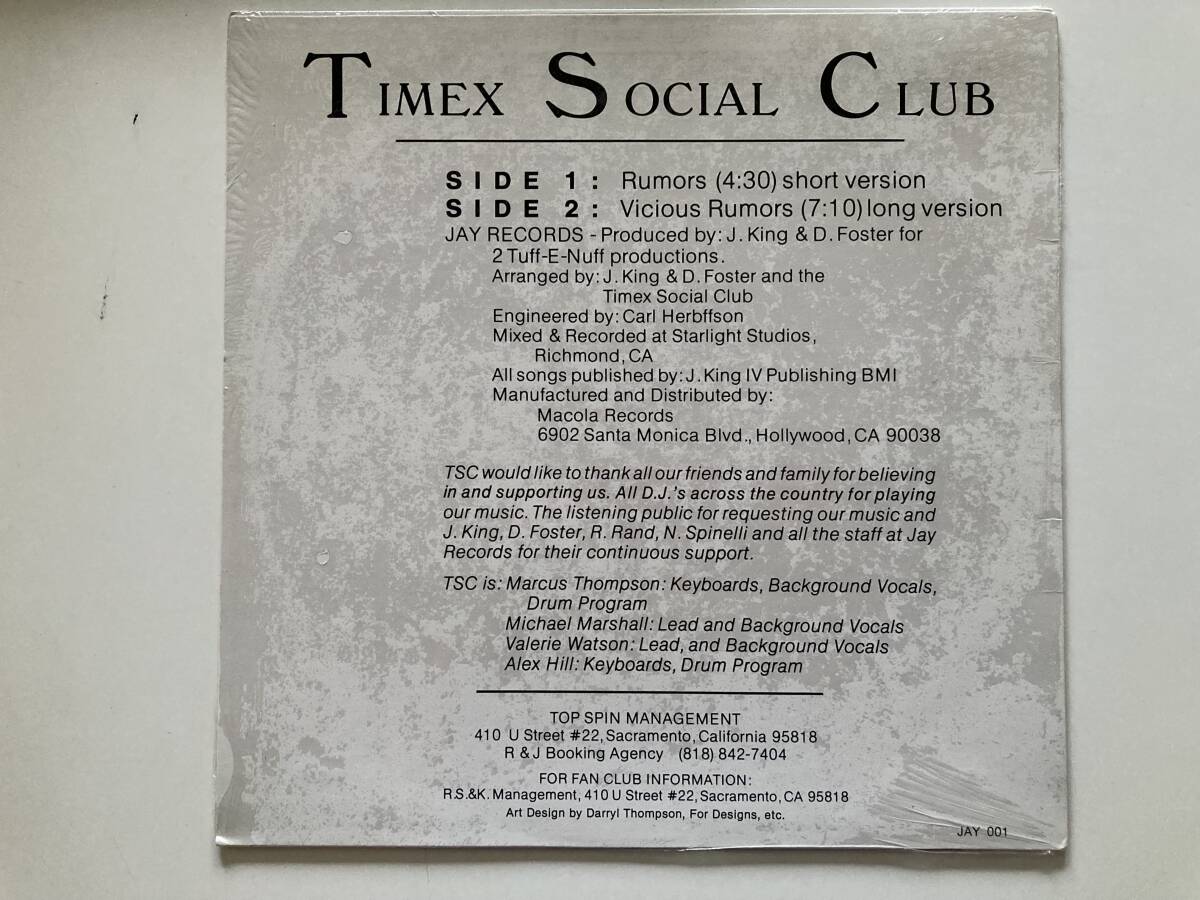 TIMEX SOCIAL CLUB
SIDE 1: Rumors (4:30) short version
SIDE 2: Vicious Rumors (7:10) long version
JAY RECORDS - Produced by: J. King & D. Foster for
2 Tuff-E-Nuff productions.
Arranged by: J. King & D. Foster and the
Timex Social Club
Engineered by: Carl Herbffson
Mixed & Recorded at Starlight Studios,
Richmond, CA
All songs published by: J. King IV Publishing BMI
Manufactured and Distributed by:
Macola Records
6902 Santa Monica Blvd., Hollywood, CA 90038
TSC would like to thank all our friends and family for believing
in and supporting us. All D.J.'s across the country for playing
our music. The listening public for requesting our music and
J. King, D. Foster, R. Rand, N. Spinelli and all the staff at Jay
Records for their continuous support.
TSC is: Marcus Thompson: Keyboards, Background Vocals,
Drum Program
Michael Marshall: Lead and Background Vocals
Valerie Watson: Lead, and Background Vocals
Alex Hill: Keyboards, Drum Program
TOP SPIN MANAGEMENT
410 U Street #22, Sacramento, California 95818
R & J Booking Agency (818) 842-7404
FOR FAN CLUB INFORMATION:
R.S.&K. Management, 410 U Street #22, Sacramento, CA 95818
Art Design by Darryl Thompson, For Designs, etc.
JAY 001